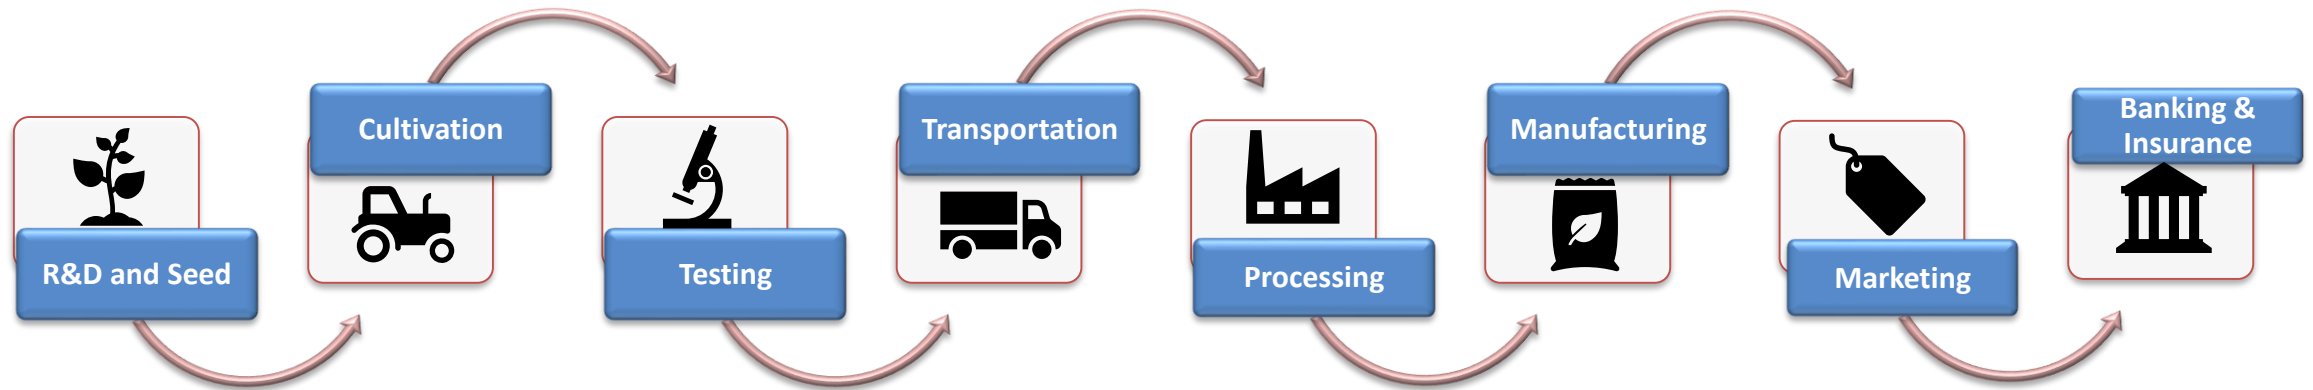 R&D and Seed
Cultivation
Testing
Transportation
Processing
Manufacturing
Marketing
Banking &
Insurance